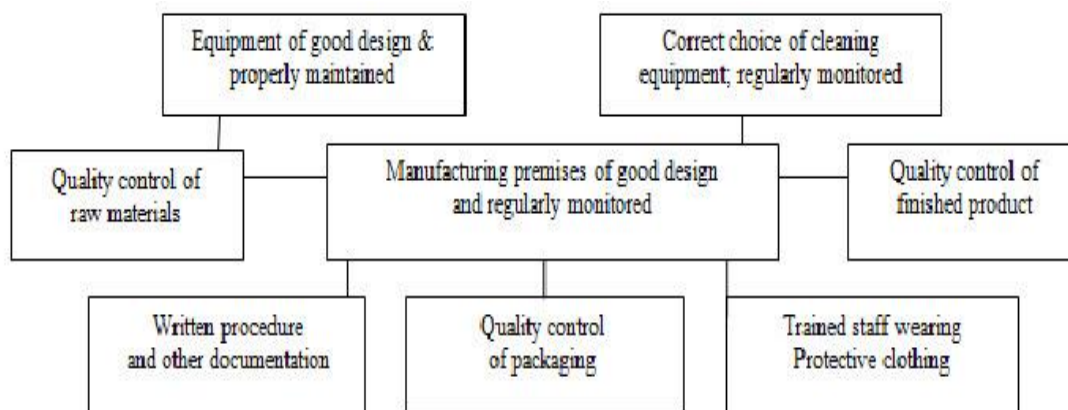 Equipment of good design &
properly maintained
Correct choice of cleaning
equipment; regularly monitored
Quality control of
raw materials
Manufacturing premises of good design
and regularly monitored
Quality control of
finished product
Written procedure
and other documentation
Quality control
of packaging
Trained staff wearing
Protective clothing